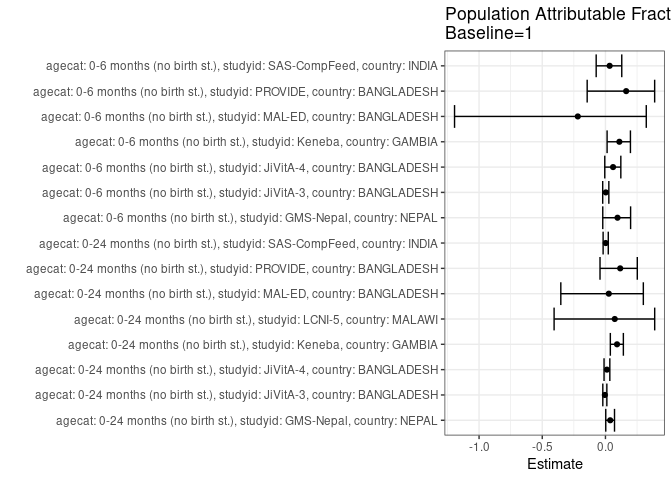 Population Attributable Fract
Baseline=1
agecat: 0-6 months (no birth st.), studyid: SAS-CompFeed, country: INDIA
agecat: 0-6 months (no birth st.), studyid: PROVIDE, country: BANGLADESH
agecat: 0-6 months (no birth st.), studyid: MAL-ED, country: BANGLADESH
agecat: 0-6 months (no birth st.), studyid: Keneba, country: GAMBIA
agecat: 0-6 months (no birth st.), studyid: JiVitA-4, country: BANGLADESH
agecat: 0-6 months (no birth st.), studyid: JiVitA-3, country: BANGLADESH
agecat: 0-6 months (no birth st.), studyid: GMS-Nepal, country: NEPAL
agecat: 0-24 months (no birth st.), studyid: SAS-CompFeed, country: INDIA
agecat: 0-24 months (no birth st.), studyid: PROVIDE, country: BANGLADESH
agecat: 0-24 months (no birth st.), studyid: MAL-ED, country: BANGLADESH
agecat: 0-24 months (no birth st.), studyid: LCNI-5, country: MALAWI
agecat: 0-24 months (no birth st.), studyid: Keneba, country: GAMBIA
agecat: 0-24 months (no birth st.), studyid: JiVitA-4, country: BANGLADESH
agecat: 0-24 months (no birth st.), studyid: JiVitA-3, country: BANGLADESH
agecat: 0-24 months (no birth st.), studyid: GMS-Nepal, country: NEPAL
-1.0 -0.5 0.0
Estimate